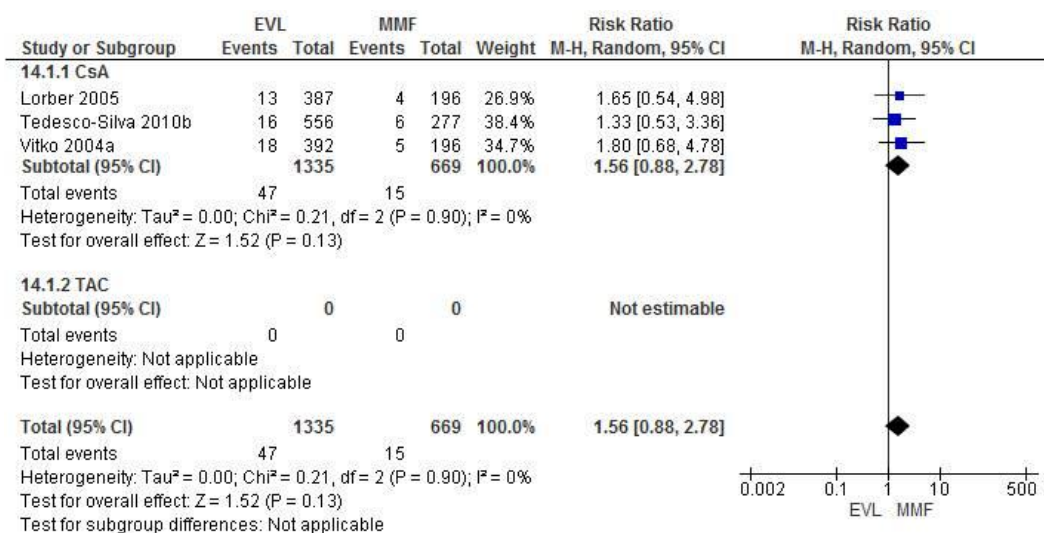 EVL MMF Risk Ratio Risk Ratio
Study or Subgroup Events Total Events Total Weight M-H, Random, 95% CI M-H, Random, 95% CI
14.1.1 CsA
Lorber 2005 13 387 4 196 26.9% 1.65 [0.54, 4.98]
Tedesco-Silva 2010b 16 556 6 277 38.4% 1.33 [0.53, 3.36]
Vitko 2004a 18 392 5 196 34.7% 1.80 [0.68, 4.78]
Subtotal (95% CI) 1335 669 100.0% 1.56 [0.88, 2.78]
Total events 47 15
Heterogeneity: Tau² = 0.00; Chi² = 0.21, df = 2 (P = 0.90); I² = 0%
Test for overall effect: Z = 1.52 (P = 0.13)
14.1.2 TAC
Subtotal (95% CI) 0 0 Not estimable
Total events 0 0
Heterogeneity: Not applicable
Test for overall effect: Not applicable
Total (95% CI) 1335 669 100.0% 1.56 [0.88, 2.78]
Total events 47 15
Heterogeneity: Tau² = 0.00; Chi² = 0.21, df = 2 (P = 0.90); I² = 0%
Test for overall effect: Z = 1.52 (P = 0.13)
Test for subgroup differences: Not applicable
0.002 0.1 1 10 500
EVL MMF